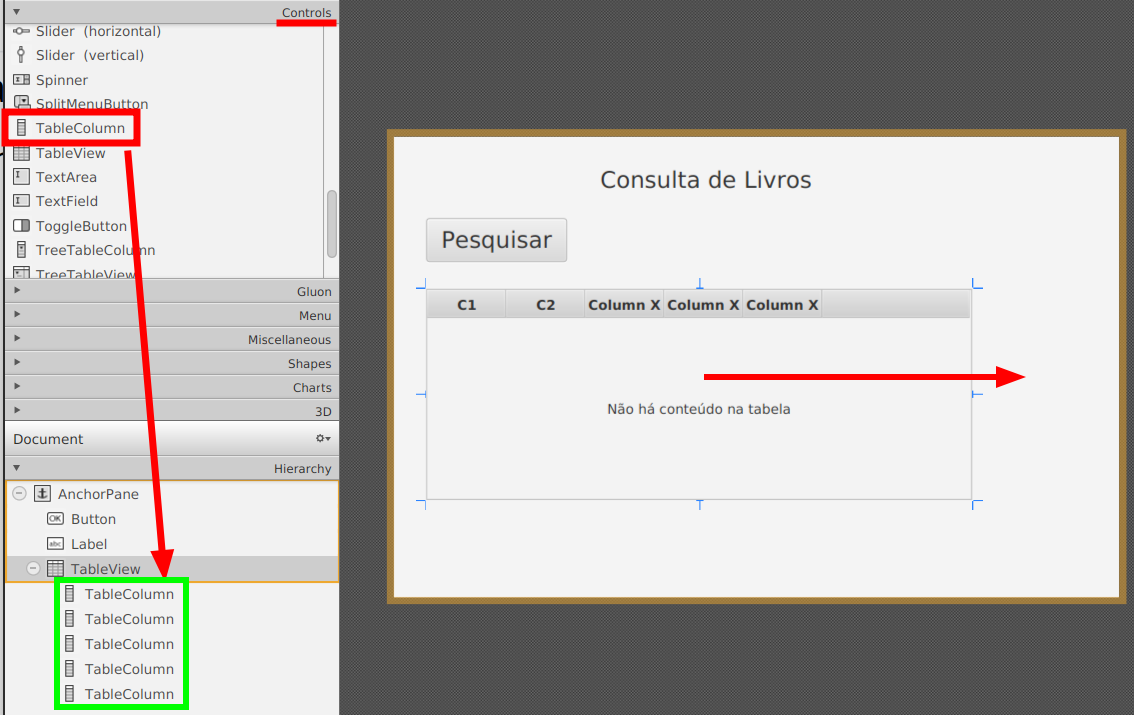 Controls
Slider (horizontal)
Slider (vertical)
Spinner
SplitMenuButton
TableColumn
TableView
TextArea
TextField
ToggleButton
TreeTableColumn
TreeTableView
Gluon
Menu
Miscellaneous
Shapes
Charts
3D
Document
Hierarchy
AnchorPane
OK Button
abc Label
TableView
TableColumn
TableColumn
TableColumn
TableColumn
TableColumn
Consulta de Livros
Pesquisar
C1 C2 Column X Column X Column X
Não há conteúdo na tabela